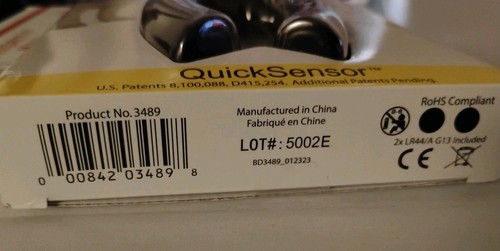 QuickSensor™
U.S. Patents 8,100,088, D415,254. Additional Patents Pending.
Product No. 3489
0 00842 03489 8
Manufactured in China
Fabriqué en Chine
LOT#: 5002E
BD3489_012323
RoHS Compliant
2x LR44/A G13 Included
CE